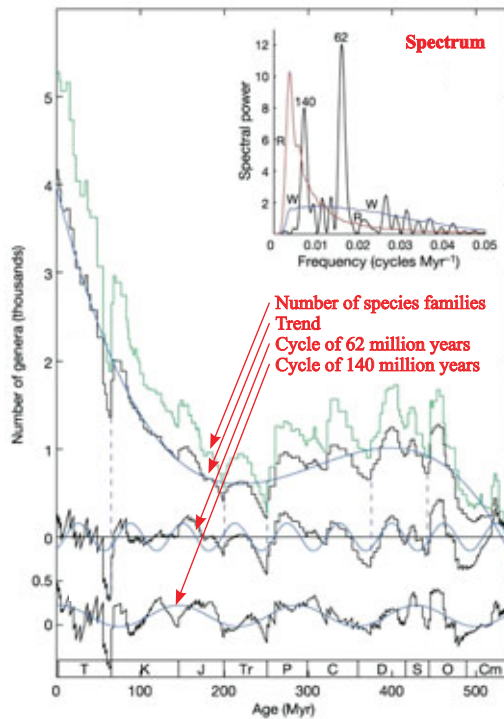 Spectrum
Spectral power
12
10
8
6
4
2
62
140
R
W
R
W
0
0.01
0.02
0.03
0.04
0.05
Frequency (cycles Myr⁻¹)
Number of genera (thousands)
5
4
3
2
1
0
0.5
0
Number of species families
Trend
Cycle of 62 million years
Cycle of 140 million years
T K J Tr P C D S O Cm
0 100 200 300 400 500
Age (Myr)